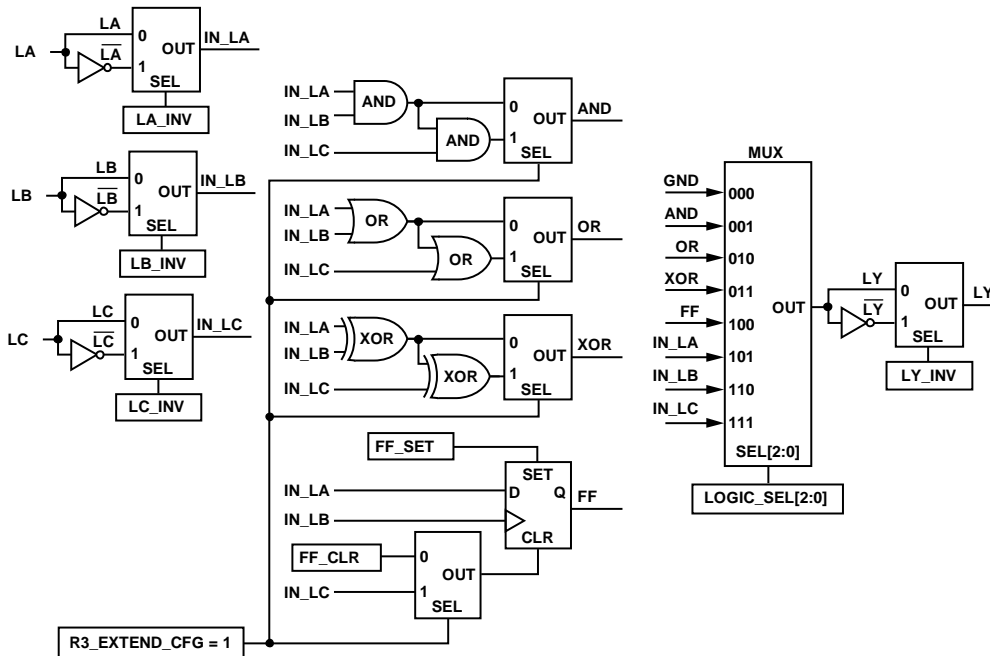 LA
LA
LA
0
1
OUT
SEL
IN_LA
LA_INV
LB
LB
LB
0
1
OUT
SEL
IN_LB
LB_INV
LC
LC
LC
0
1
OUT
SEL
IN_LC
LC_INV
IN_LA
IN_LB
IN_LC
AND
AND
0
1
OUT
SEL
AND
IN_LA
IN_LB
IN_LC
OR
OR
0
1
OUT
SEL
OR
IN_LA
IN_LB
IN_LC
XOR
XOR
0
1
OUT
SEL
XOR
FF_SET
IN_LA
IN_LB
SET
D
Q
CLR
FF
FF_CLR
IN_LC
0
1
OUT
SEL
R3_EXTEND_CFG = 1
MUX
GND
000
AND
001
OR
010
XOR
011
FF
100
IN_LA
101
IN_LB
110
IN_LC
111
OUT
SEL[2:0]
LOGIC_SEL[2:0]
LY
LY
0
1
OUT
SEL
LY
LY_INV